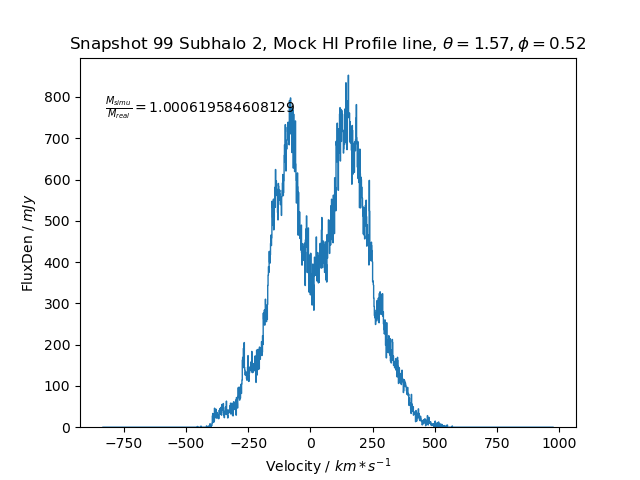 Snapshot 99 Subhalo 2, Mock HI Profile line, θ = 1.57, ϕ = 0.52
M_simu/M_real = 1.000619584608129
FluxDen / mJy
800
700
600
500
400
300
200
100
0
−750 −500 −250 0 250 500 750 1000
Velocity / km * s⁻¹